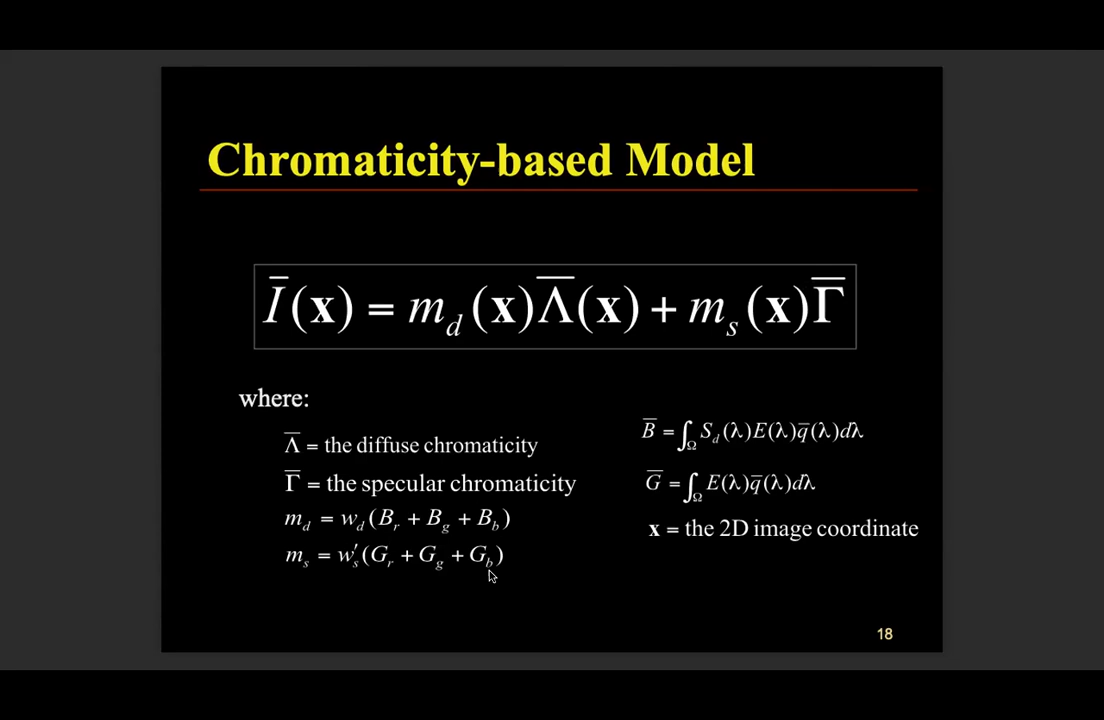 Chromaticity-based Model
I̅(x) = m_d(x)Λ̅(x) + m_s(x)Γ̅
where:
Λ̅ = the diffuse chromaticity
Γ̅ = the specular chromaticity
m_d = w_d(B_r + B_g + B_b)
m_s = w′_s(G_r + G_g + G_b)
B̅ = ∫_Ω S_d(λ)E(λ)q̅(λ)dλ
G̅ = ∫_Ω E(λ)q̅(λ)dλ
x = the 2D image coordinate
18